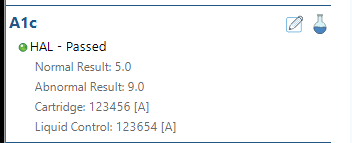 A1c
HAL - Passed
Normal Result: 5.0
Abnormal Result: 9.0
Cartridge: 123456 [A]
Liquid Control: 123654 [A]